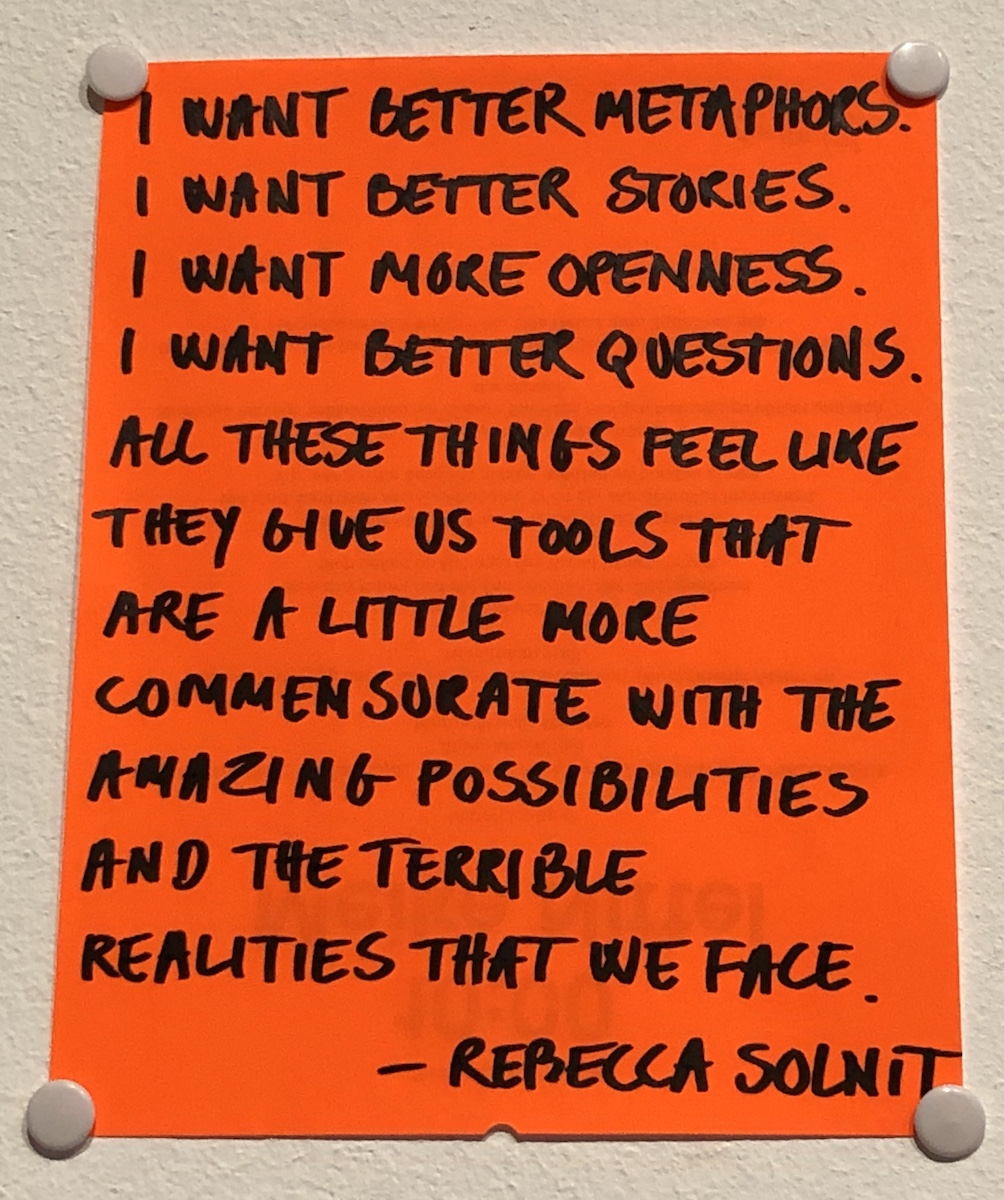 I WANT BETTER METAPHORS.
I WANT BETTER STORIES.
I WANT MORE OPENNESS.
I WANT BETTER QUESTIONS.
ALL THESE THINGS FEEL LIKE
THEY GIVE US TOOLS THAT
ARE A LITTLE MORE
COMMENSURATE WITH THE
AMAZING POSSIBILITIES
AND THE TERRIBLE
REALITIES THAT WE FACE.
— REBECCA SOLNIT